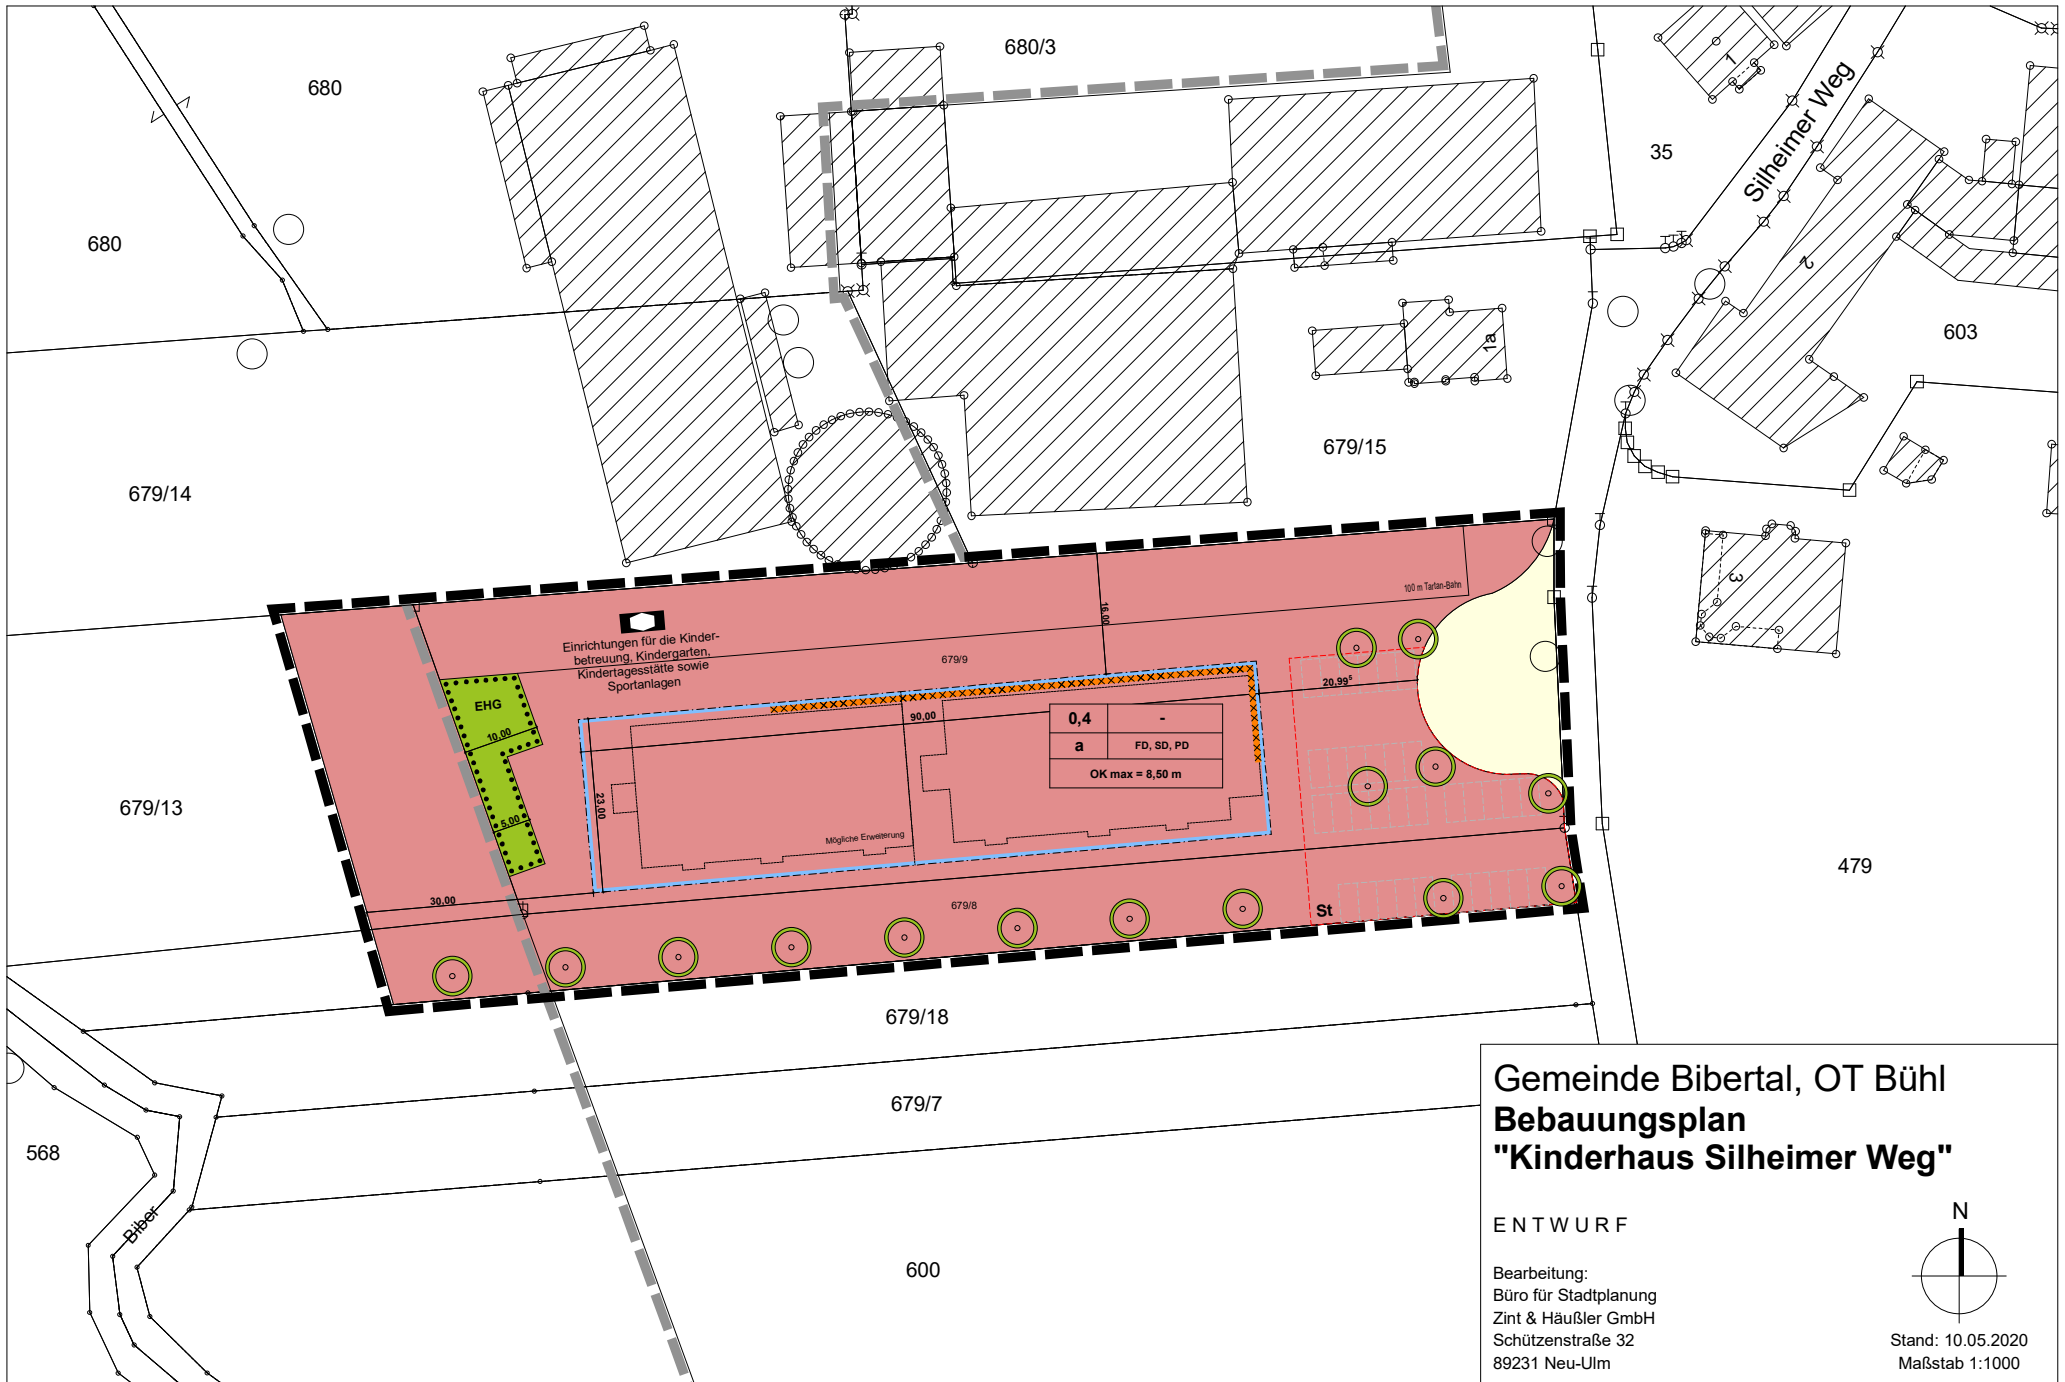 680/3
680
35
Silheimer Weg
1
680
2
603
1a
679/15
679/14
3
100 m Tartan-Bahn
16,00
Einrichtungen für die Kinder-
betreuung, Kindergarten,
Kindertagesstätte sowie
Sportanlagen
679/9
20,99⁵
EHG
10,00
90,00
0,4 -
a FD, SD, PD
OK max = 8,50 m
679/13
23,00
5,00
Mögliche Erweiterung
479
30,00
679/8
St
679/18
679/7
568
Biber
600
Gemeinde Bibertal, OT Bühl
Bebauungsplan
"Kinderhaus Silheimer Weg"
ENTWURF
N
Bearbeitung:
Büro für Stadtplanung
Zint & Häußler GmbH
Schützenstraße 32
89231 Neu-Ulm
Stand: 10.05.2020
Maßstab 1:1000